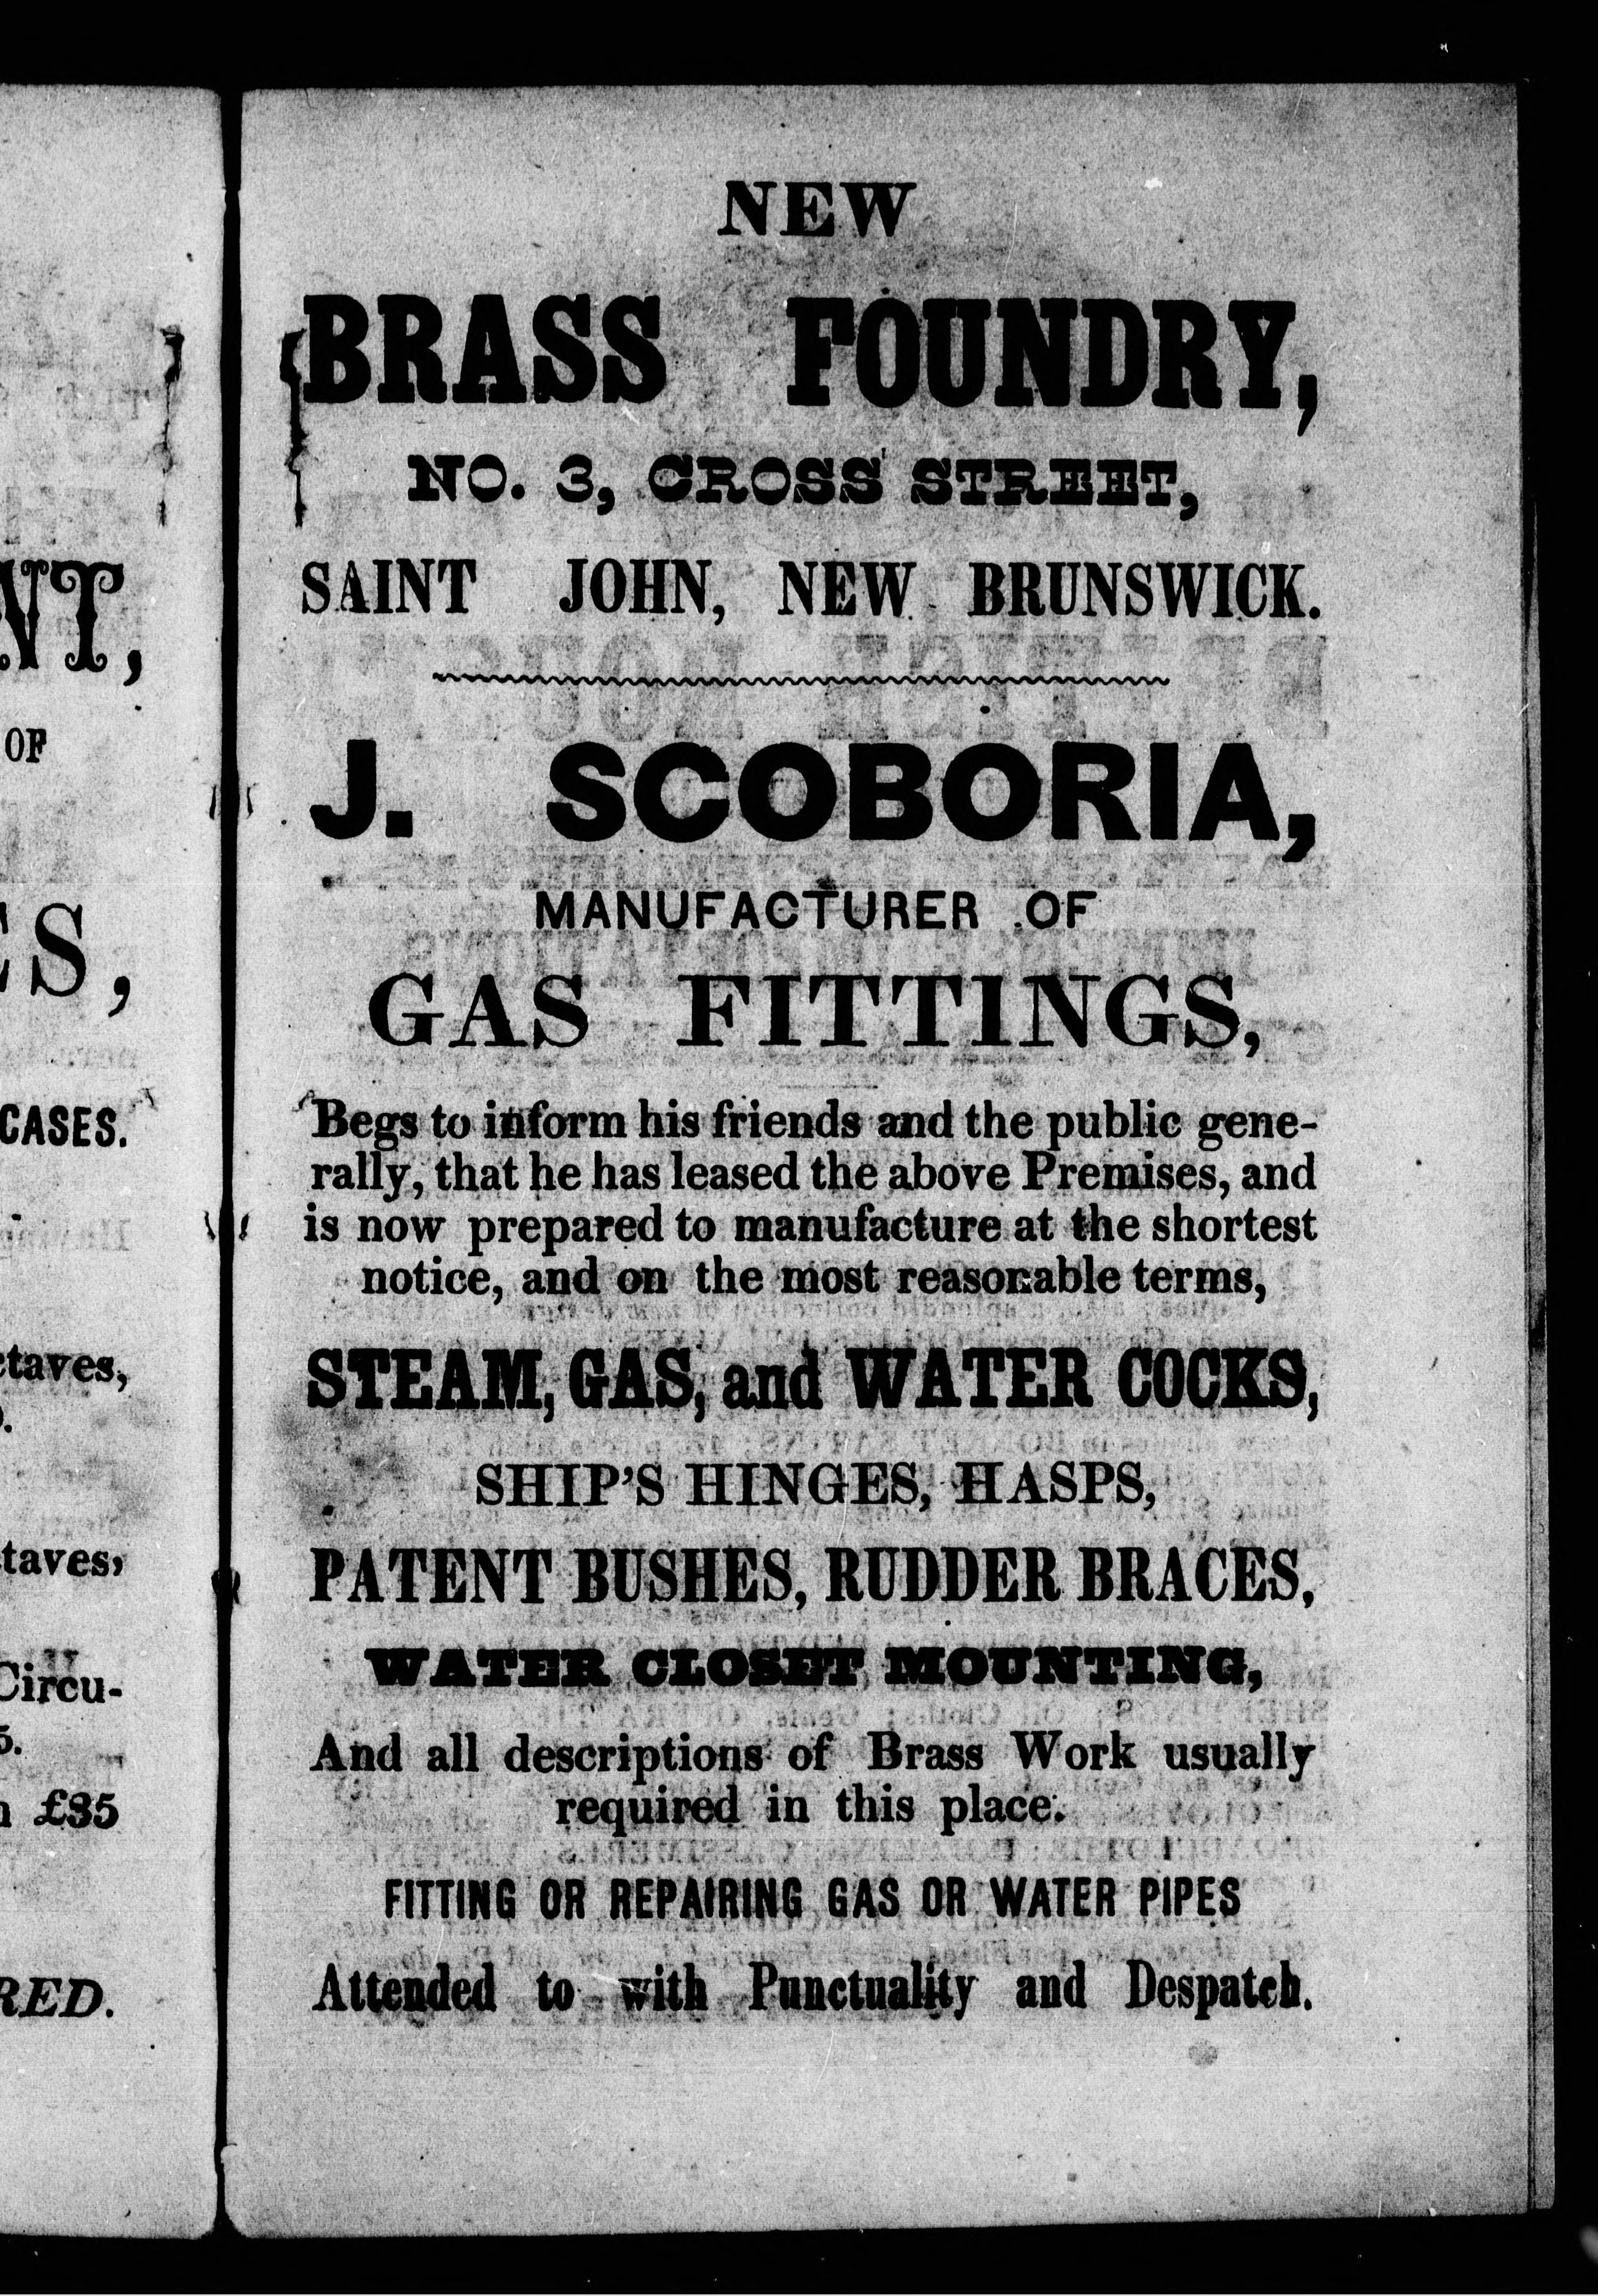 NT,
OF
ES,
CASES.
taves,
taves,
Circu-
5.
£35
RED.
NEW
BRASS FOUNDRY,
NO. 3, CROSS STREET,
SAINT JOHN, NEW BRUNSWICK.
J. SCOBORIA,
MANUFACTURER OF
GAS FITTINGS,
Begs to inform his friends and the public gene-
rally, that he has leased the above Premises, and
is now prepared to manufacture at the shortest
notice, and on the most reasonable terms,
STEAM, GAS, and WATER COCKS,
SHIP'S HINGES, HASPS,
PATENT BUSHES, RUDDER BRACES,
WATER CLOSET MOUNTING,
And all descriptions of Brass Work usually
required in this place.
FITTING OR REPAIRING GAS OR WATER PIPES
Attended to with Punctuality and Despatch.